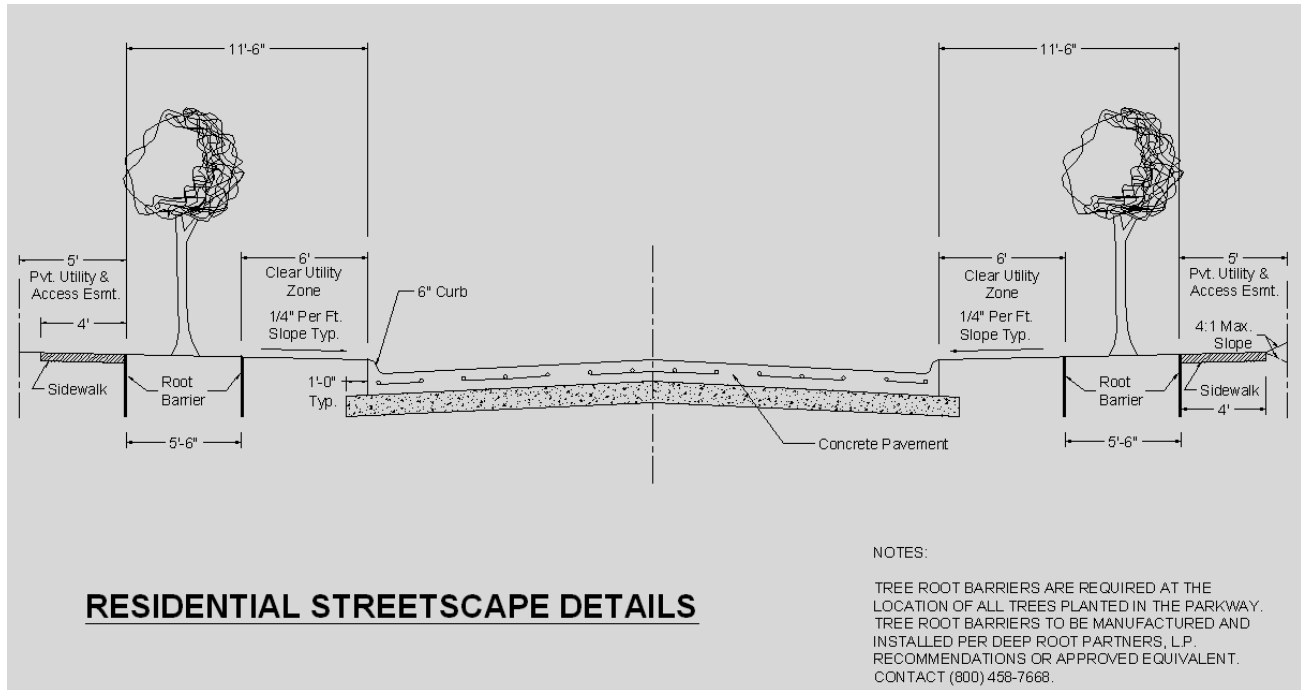 11'-6"
11'-6"
5'
Pvt. Utility &
Access Esmt.
4'
6'
Clear Utility
Zone
1/4" Per Ft.
Slope Typ.
6" Curb
6'
Clear Utility
Zone
1/4" Per Ft.
Slope Typ.
5'
Pvt. Utility &
Access Esmt.
4:1 Max.
Slope
Sidewalk
Root
Barrier
1'-0"
Typ.
5'-6"
Concrete Pavement
Root
Barrier
Sidewalk
4'
5'-6"
RESIDENTIAL STREETSCAPE DETAILS
NOTES:
TREE ROOT BARRIERS ARE REQUIRED AT THE
LOCATION OF ALL TREES PLANTED IN THE PARKWAY.
TREE ROOT BARRIERS TO BE MANUFACTURED AND
INSTALLED PER DEEP ROOT PARTNERS, L.P.
RECOMMENDATIONS OR APPROVED EQUIVALENT.
CONTACT (800) 458-7668.